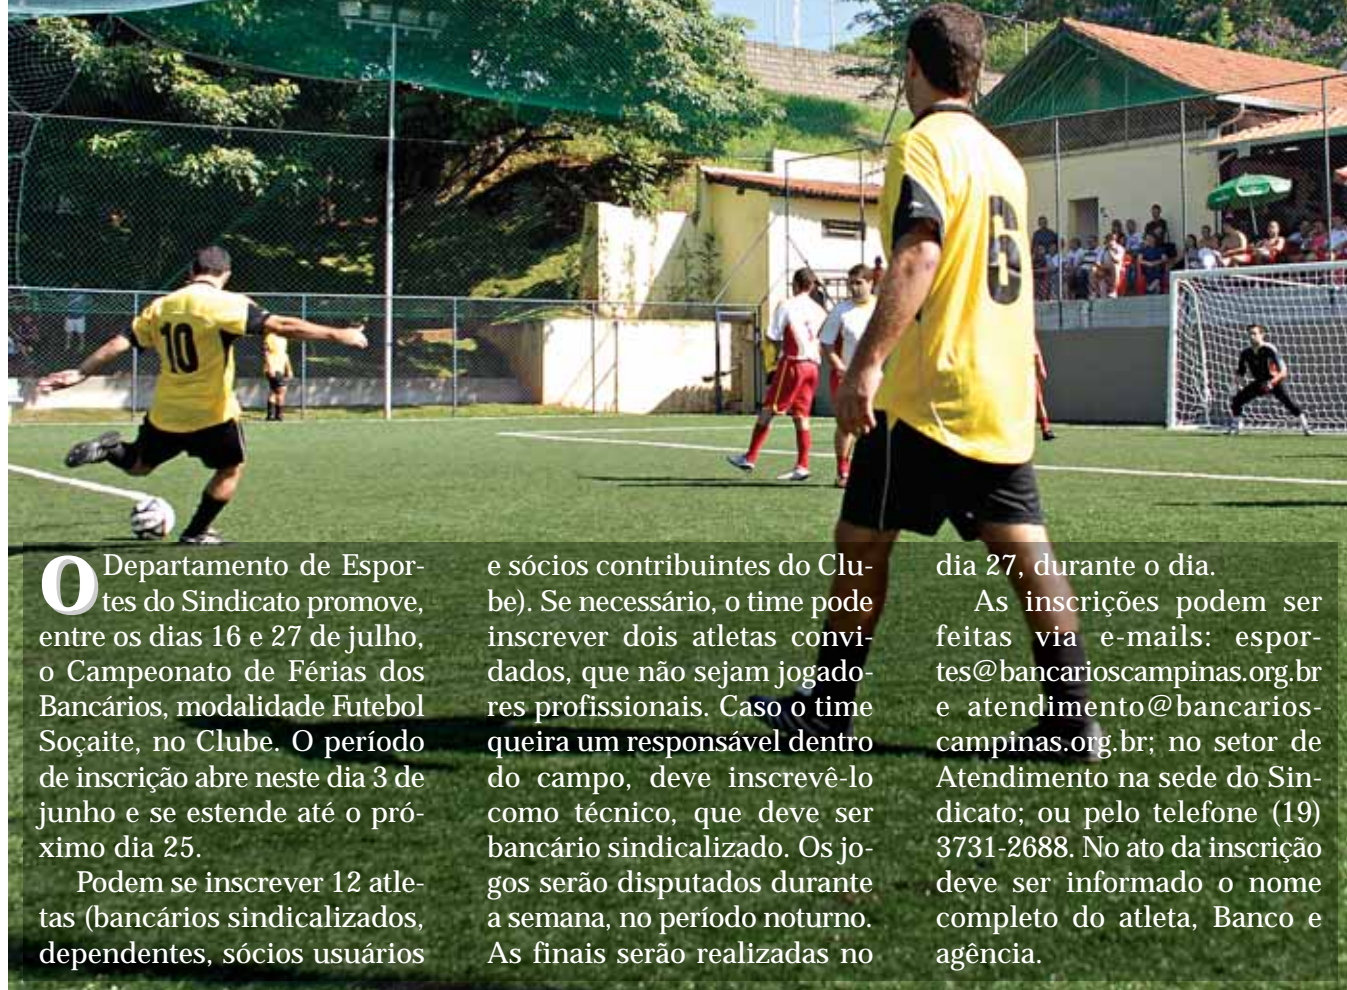 10
6
O Departamento de Espor-
tes do Sindicato promove,
entre os dias 16 e 27 de julho,
o Campeonato de Férias dos
Bancários, modalidade Futebol
Soçaite, no Clube. O período
de inscrição abre neste dia 3 de
junho e se estende até o pró-
ximo dia 25.
Podem se inscrever 12 atle-
tas (bancários sindicalizados,
dependentes, sócios usuários
e sócios contribuintes do Clu-
be). Se necessário, o time pode
inscrever dois atletas convi-
dados, que não sejam jogado-
res profissionais. Caso o time
queira um responsável dentro
do campo, deve inscrevê-lo
como técnico, que deve ser
bancário sindicalizado. Os jo-
gos serão disputados durante
a semana, no período noturno.
As finais serão realizadas no
dia 27, durante o dia.
As inscrições podem ser
feitas via e-mails: espor-
tes@bancarioscampinas.org.br
e atendimento@bancarios-
campinas.org.br; no setor de
Atendimento na sede do Sin-
dicato; ou pelo telefone (19)
3731-2688. No ato da inscrição
deve ser informado o nome
completo do atleta, Banco e
agência.